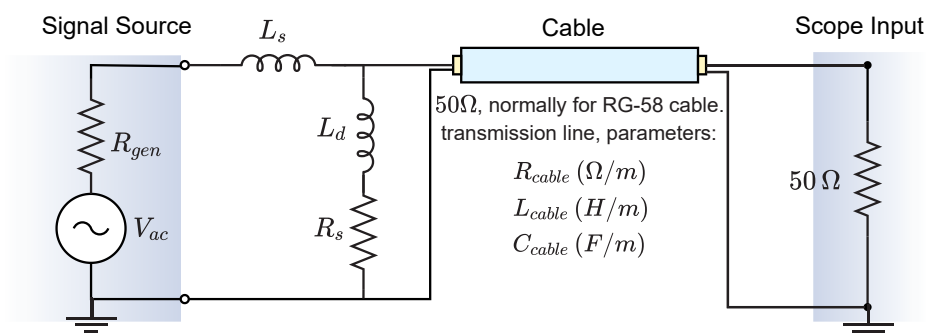 Signal Source
Cable
Scope Input
L_s
R_gen
V_ac
L_d
R_s
50Ω, normally for RG-58 cable.
transmission line, parameters:
R_cable (Ω/m)
L_cable (H/m)
C_cable (F/m)
50 Ω